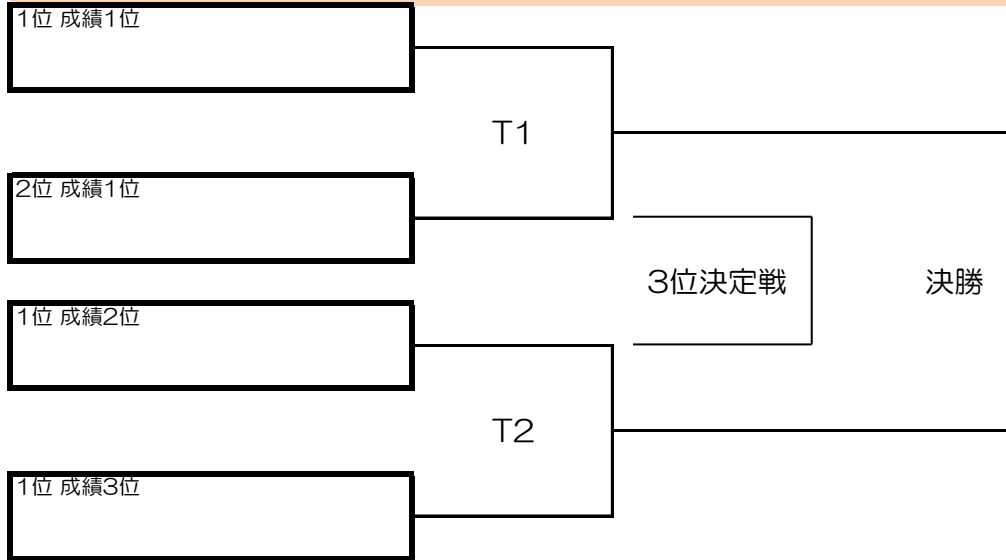 1位 成績1位
T1
2位 成績1位
3位決定戦
決勝
1位 成績2位
T2
1位 成績3位